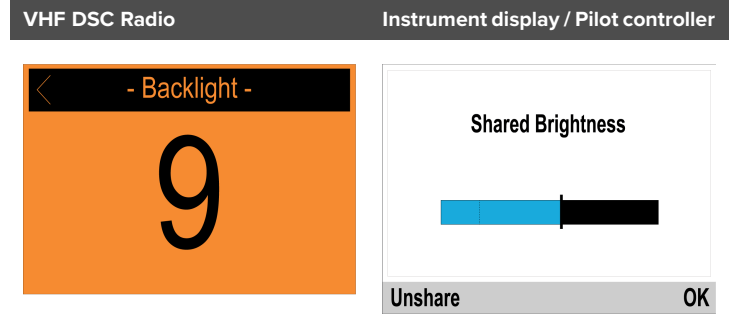 VHF DSC Radio
Instrument display / Pilot controller
- Backlight -
9
Shared Brightness
Unshare
OK